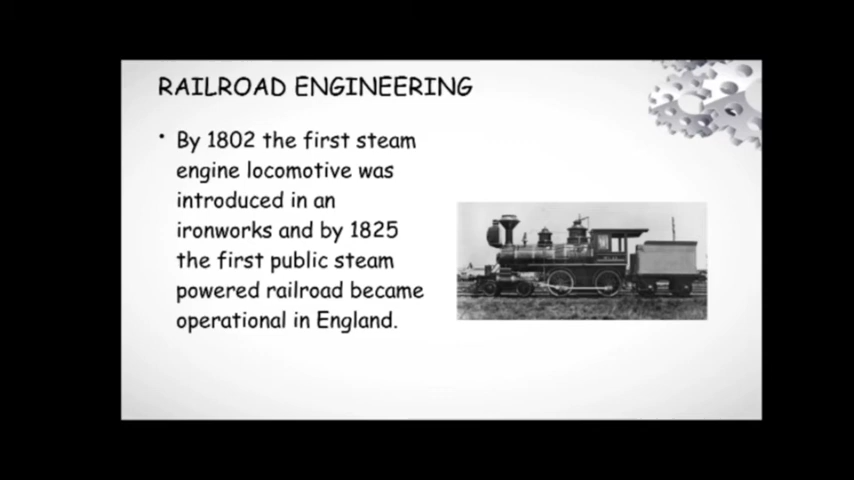 RAILROAD ENGINEERING
• By 1802 the first steam
engine locomotive was
introduced in an
ironworks and by 1825
the first public steam
powered railroad became
operational in England.